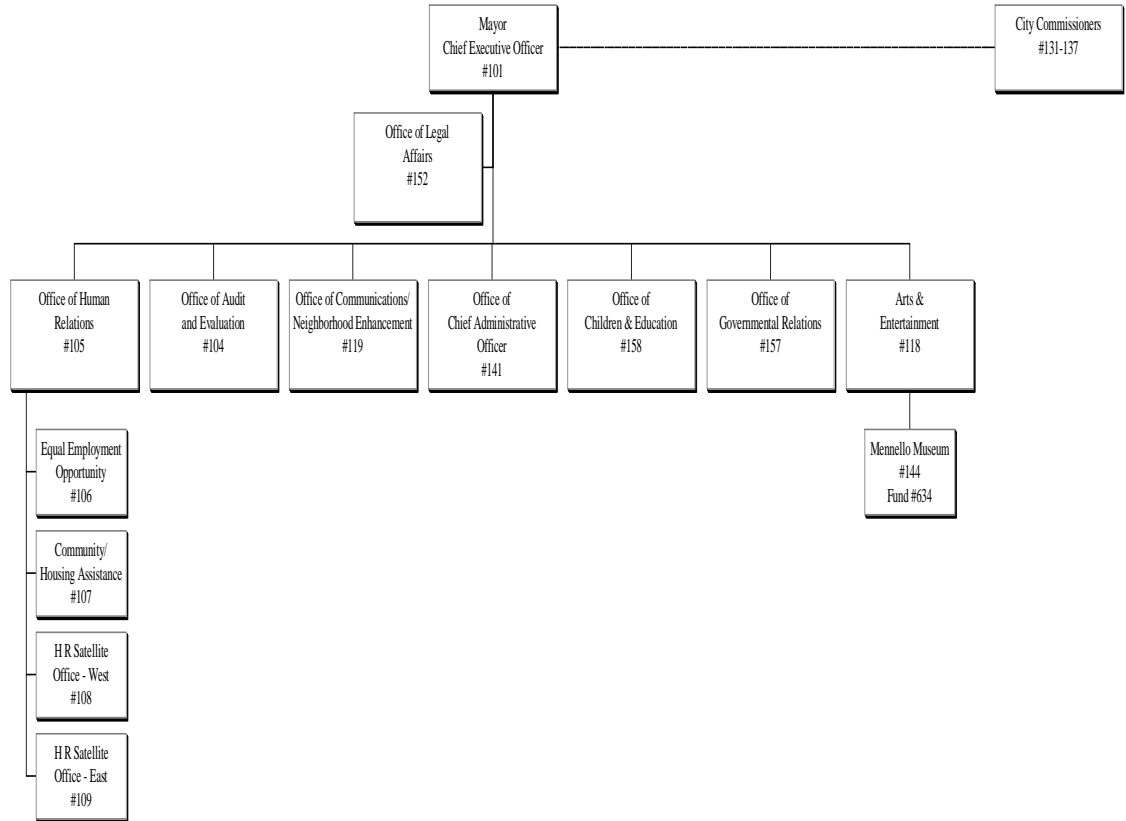 Mayor
Chief Executive Officer
#101
City Commissioners
#131-137
Office of Legal
Affairs
#152
Office of Human
Relations
#105
Office of Audit
and Evaluation
#104
Office of Communications/
Neighborhood Enhancement
#119
Office of
Chief Administrative
Officer
#141
Office of
Children & Education
#158
Office of
Governmental Relations
#157
Arts &
Entertainment
#118
Equal Employment
Opportunity
#106
Community/
Housing Assistance
#107
H R Satellite
Office - West
#108
H R Satellite
Office - East
#109
Mennello Museum
#144
Fund #634